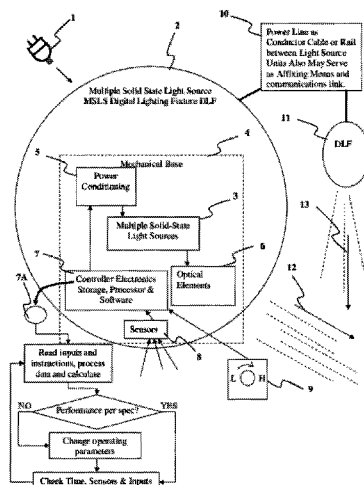 1
2
10
Power Line as
Conductor Cable or Rail
between Light Source
Units Also May Serve
as Affixing Means and
communications link.
Multiple Solid State Light Source
MSLS Digital Lighting Fixture DLF
11
DLF
4
5
Mechanical Base
Power
Conditioning
3
13
Multiple Solid-State
Light Sources
7
6
12
7A
Controller Electronics
Storage, Processor &
Software
Optical
Elements
Sensors
8
Read inputs and
instructions, process
data and calculate
L H
9
NO
Performance per spec?
YES
Change operating
parameters
Check Time, Sensors & Inputs